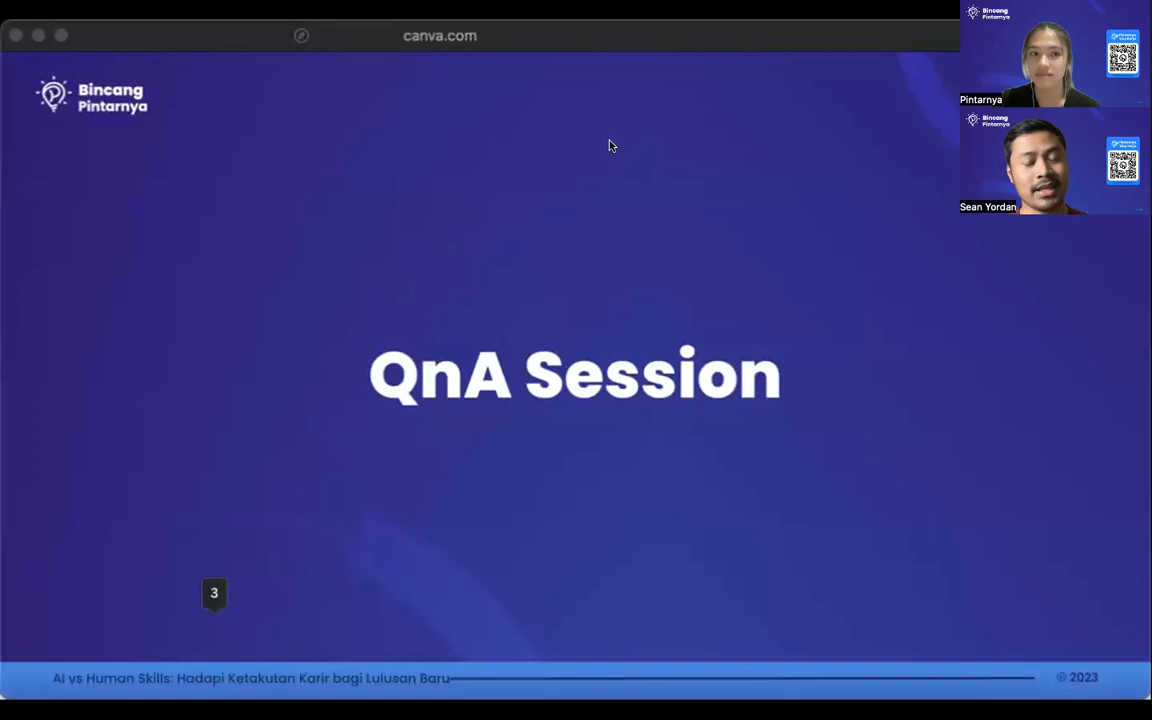 canva.com
Bincang
Pintarnya
QnA Session
3
AI vs Human Skills: Hadapi Ketakutan Karir bagi Lulusan Baru
© 2023
Bincang
Pintarnya
Pintarnya
Bincang
Pintarnya
Sean Yordan